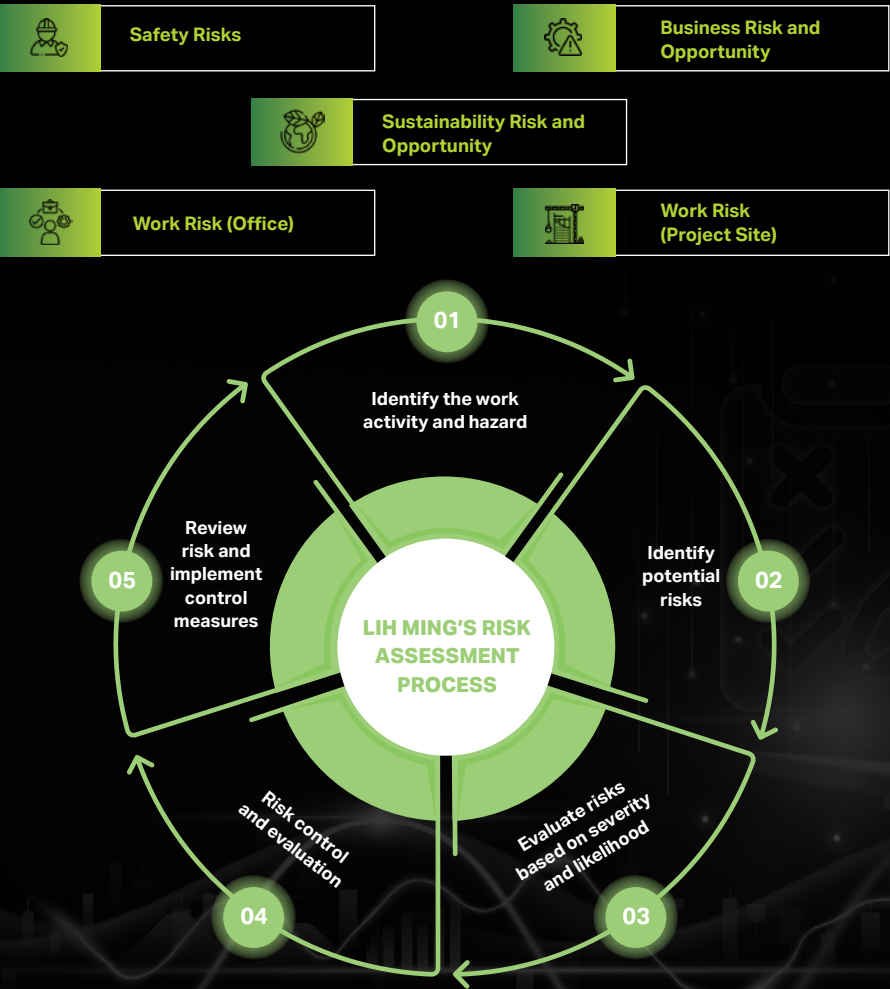 Safety Risks
Business Risk and
Opportunity
Sustainability Risk and
Opportunity
Work Risk (Office)
Work Risk
(Project Site)
01
Identify the work
activity and hazard
02
Identify
potential
risks
03
Evaluate risks
based on severity
and likelihood
04
Risk control
and evaluation
05
Review
risk and
implement
control
measures
LIH MING’S RISK
ASSESSMENT
PROCESS